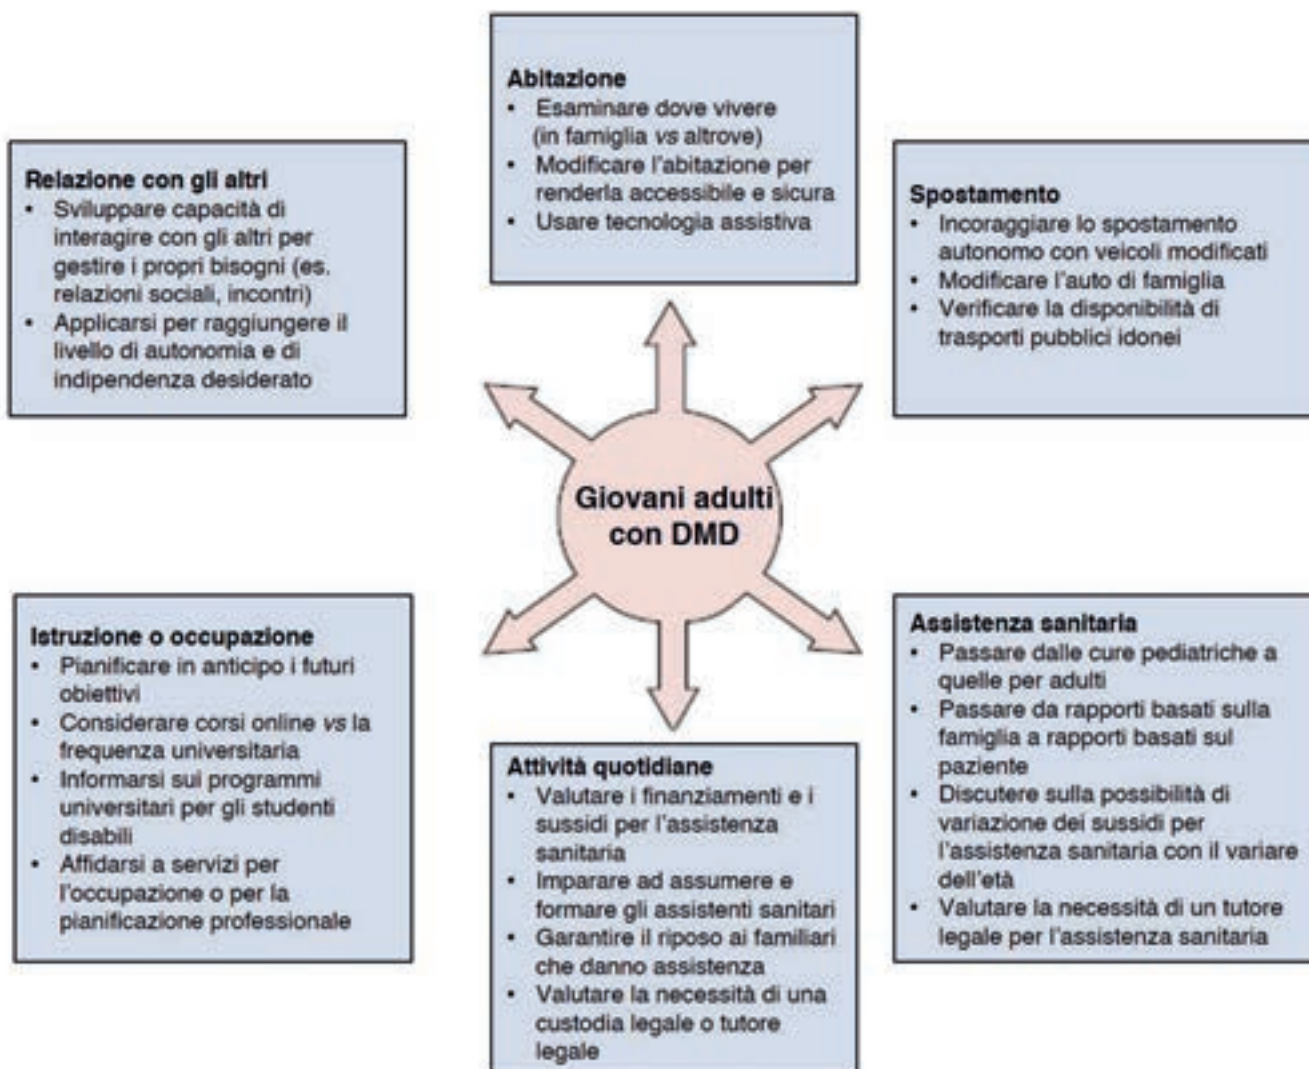 Abitazione
• Esaminare dove vivere
(in famiglia vs altrove)
• Modificare l'abitazione per
renderla accessibile e sicura
• Usare tecnologia assistiva
Relazione con gli altri
• Sviluppare capacità di
interagire con gli altri per
gestire i propri bisogni (es.
relazioni sociali, incontri)
• Applicarsi per raggiungere il
livello di autonomia e di
indipendenza desiderato
Spostamento
• Incoraggiare lo spostamento
autonomo con veicoli modificati
• Modificare l'auto di famiglia
• Verificare la disponibilità di
trasporti pubblici idonei
Giovani adulti
con DMD
Istruzione o occupazione
• Pianificare in anticipo i futuri
obiettivi
• Considerare corsi online vs la
frequenza universitaria
• Informarsi sui programmi
universitari per gli studenti
disabili
• Affidarsi a servizi per
l'occupazione o per la
pianificazione professionale
Attività quotidiane
• Valutare i finanziamenti e i
sussidi per l'assistenza
sanitaria
• Imparare ad assumere e
formare gli assistenti sanitari
• Garantire il riposo ai familiari
che danno assistenza
• Valutare la necessità di una
custodia legale o tutore
legale
Assistenza sanitaria
• Passare dalle cure pediatriche a
quelle per adulti
• Passare da rapporti basati sulla
famiglia a rapporti basati sul
paziente
• Discutere sulla possibilità di
variazione dei sussidi per
l'assistenza sanitaria con il variare
dell'età
• Valutare la necessità di un tutore
legale per l'assistenza sanitaria